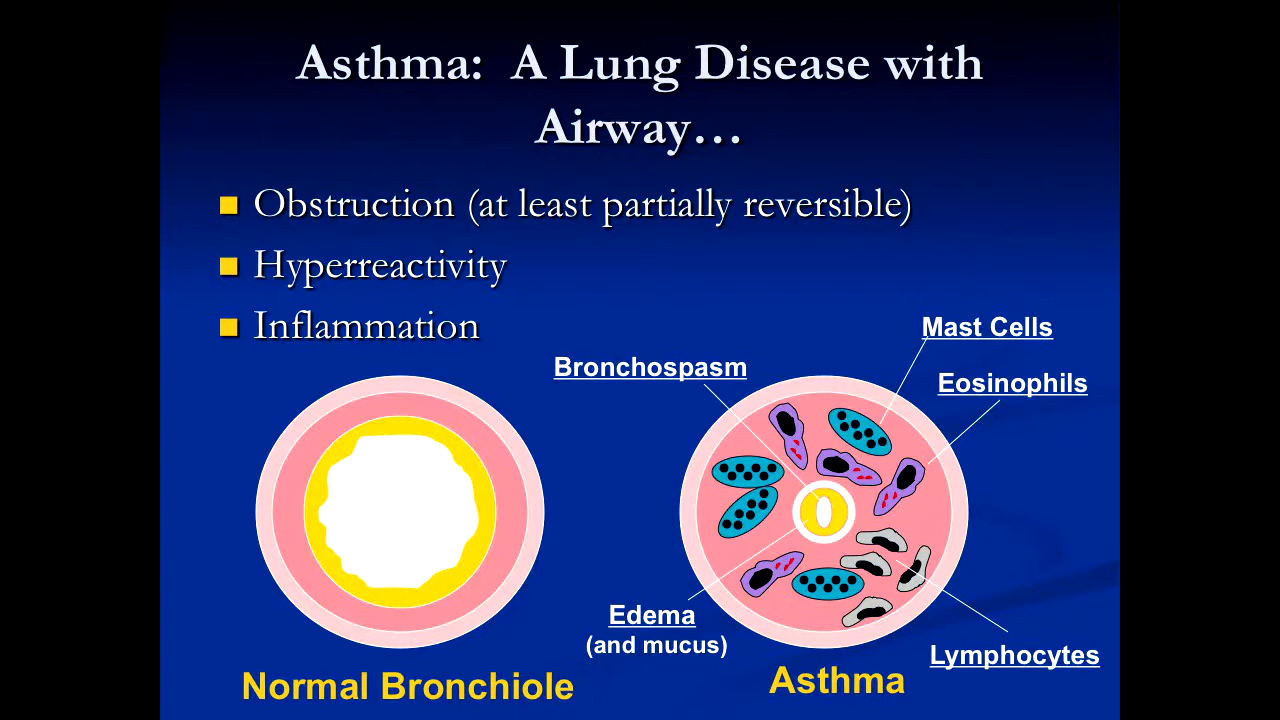 Asthma: A Lung Disease with
Airway…
Obstruction (at least partially reversible)
Hyperreactivity
Inflammation
Mast Cells
Bronchospasm
Eosinophils
Edema
(and mucus)
Lymphocytes
Normal Bronchiole
Asthma